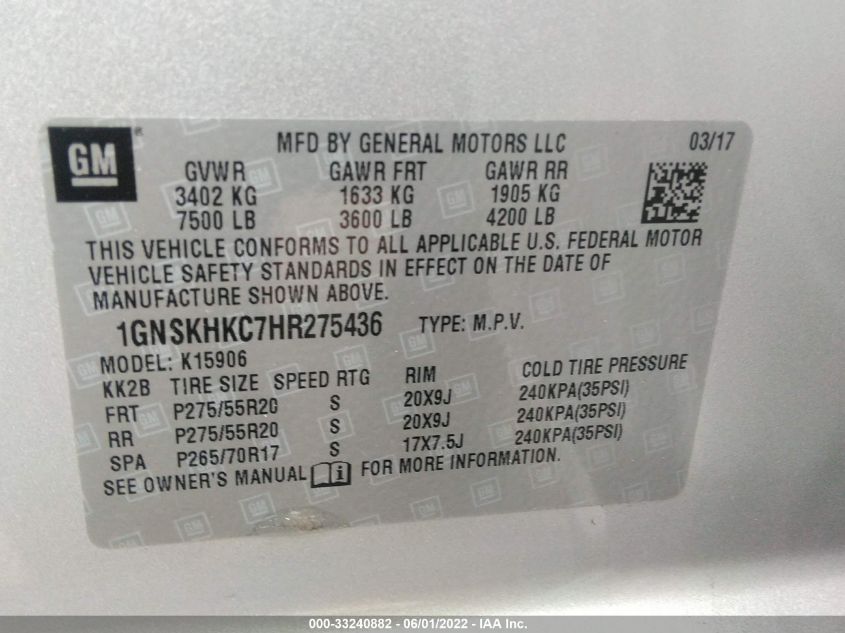 GM MFD BY GENERAL MOTORS LLC 03/17
GVWR GAWR FRT GAWR RR
3402 KG 1633 KG 1905 KG
7500 LB 3600 LB 4200 LB
THIS VEHICLE CONFORMS TO ALL APPLICABLE U.S. FEDERAL MOTOR
VEHICLE SAFETY STANDARDS IN EFFECT ON THE DATE OF
MANUFACTURE SHOWN ABOVE.
1GNSKHKC7HR275436 TYPE: M.P.V.
MODEL: K15906
KK2B TIRE SIZE SPEED RTG RIM COLD TIRE PRESSURE
FRT P275/55R20 S 20X9J 240KPA(35PSI)
RR P275/55R20 S 20X9J 240KPA(35PSI)
SPA P265/70R17 S 17X7.5J 240KPA(35PSI)
SEE OWNER'S MANUAL FOR MORE INFORMATION.
000-33240882 - 06/01/2022 - IAA Inc.